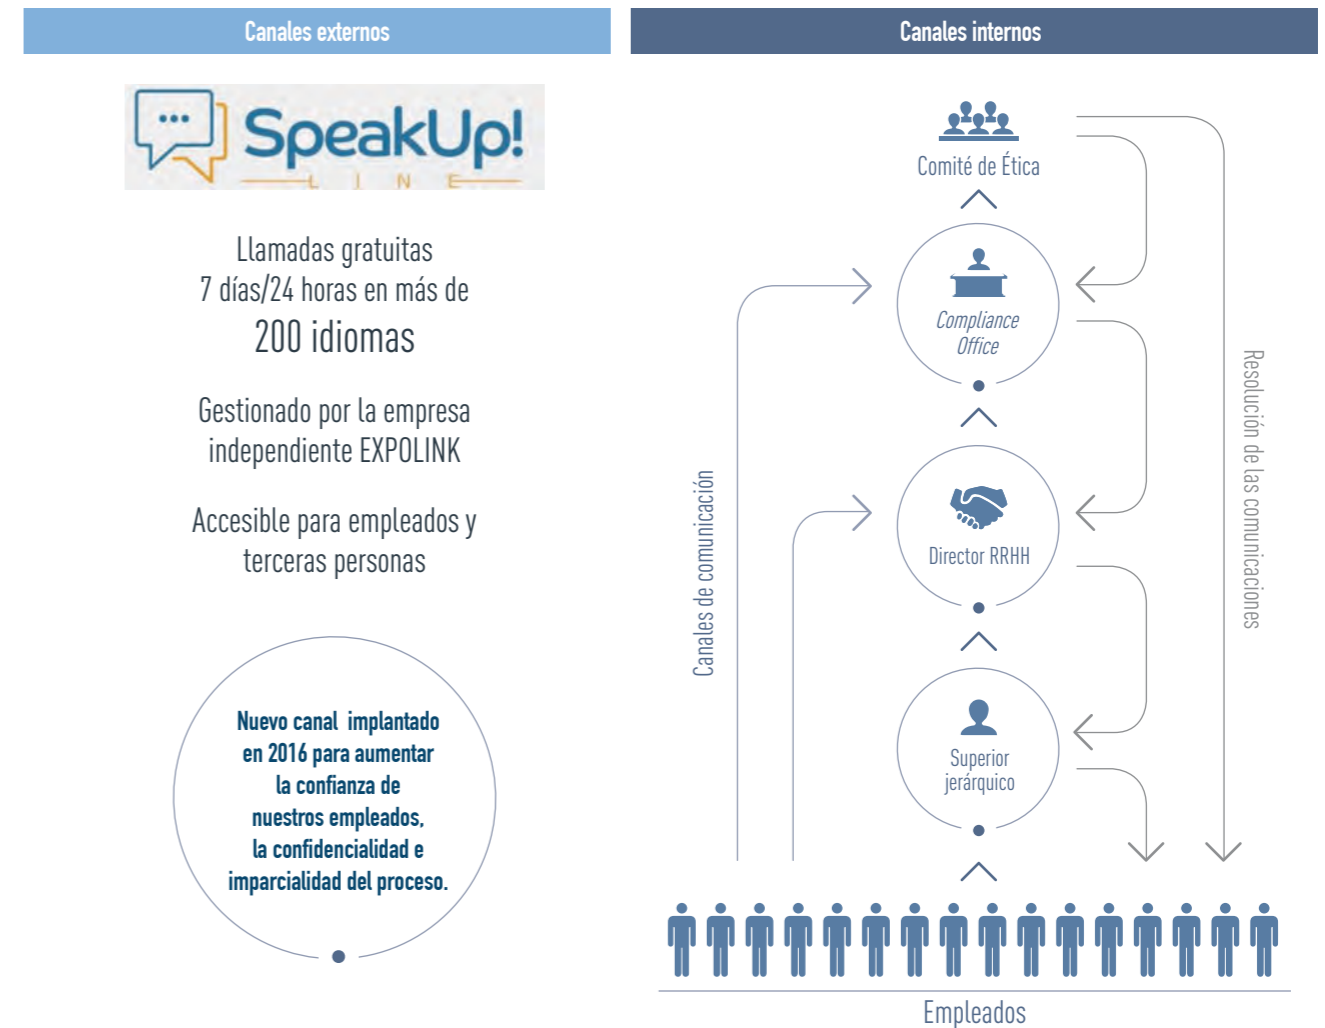 Canales externos
SpeakUp!
LINE
Llamadas gratuitas
7 días/24 horas en más de
200 idiomas
Gestionado por la empresa
independiente EXPOLINK
Accesible para empleados y
terceras personas
Nuevo canal implantado
en 2016 para aumentar
la confianza de
nuestros empleados,
la confidencialidad e
imparcialidad del proceso.
Canales internos
Comité de Ética
Compliance
Office
Director RRHH
Superior
jerárquico
Canales de comunicación
Resolución de las comunicaciones
Empleados